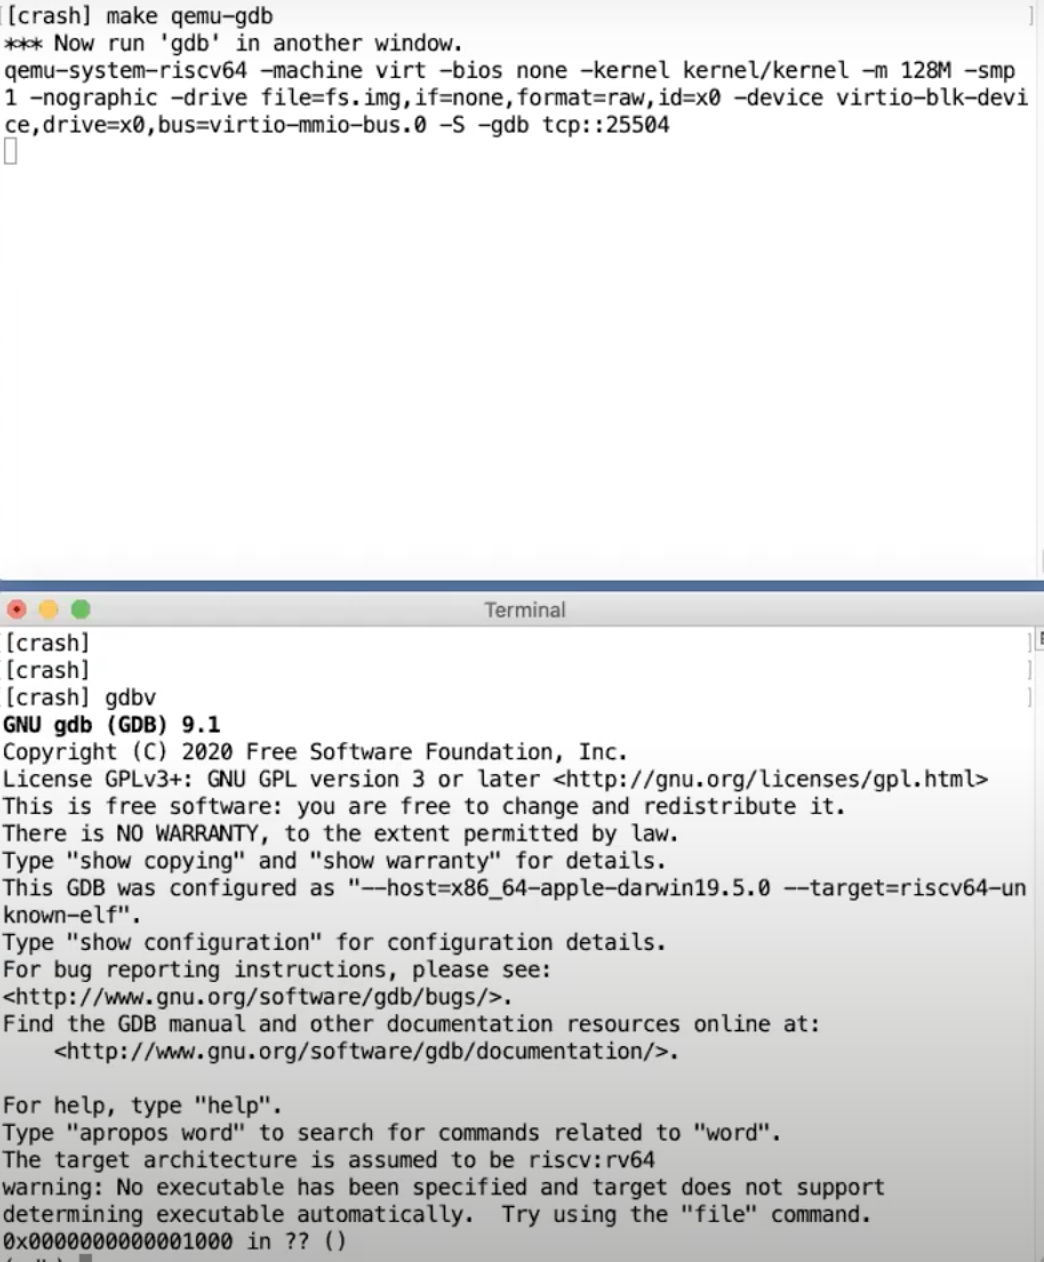 [crash] make qemu-gdb
*** Now run 'gdb' in another window.
qemu-system-riscv64 -machine virt -bios none -kernel kernel/kernel -m 128M -smp
1 -nographic -drive file=fs.img,if=none,format=raw,id=x0 -device virtio-blk-devi
ce,drive=x0,bus=virtio-mmio-bus.0 -S -gdb tcp::25504
Terminal
[crash]
[crash]
[crash] gdbv
GNU gdb (GDB) 9.1
Copyright (C) 2020 Free Software Foundation, Inc.
License GPLv3+: GNU GPL version 3 or later <http://gnu.org/licenses/gpl.html>
This is free software: you are free to change and redistribute it.
There is NO WARRANTY, to the extent permitted by law.
Type "show copying" and "show warranty" for details.
This GDB was configured as "--host=x86_64-apple-darwin19.5.0 --target=riscv64-un
known-elf".
Type "show configuration" for configuration details.
For bug reporting instructions, please see:
<http://www.gnu.org/software/gdb/bugs/>.
Find the GDB manual and other documentation resources online at:
    <http://www.gnu.org/software/gdb/documentation/>.

For help, type "help".
Type "apropos word" to search for commands related to "word".
The target architecture is assumed to be riscv:rv64
warning: No executable has been specified and target does not support
determining executable automatically.  Try using the "file" command.
0x0000000000001000 in ?? ()